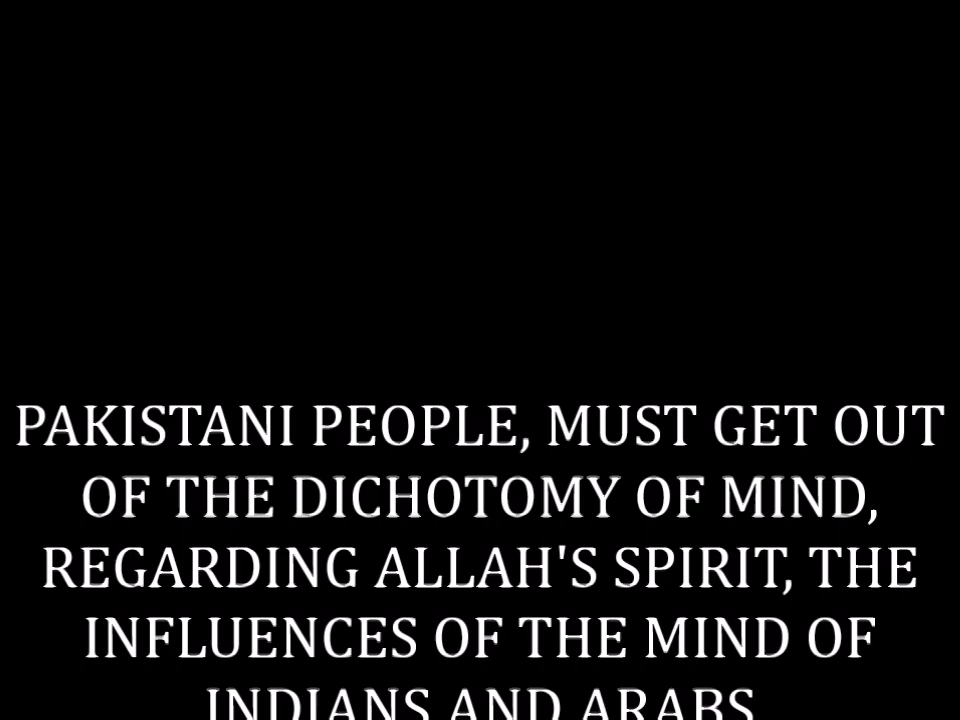 PAKISTANI PEOPLE, MUST GET OUT
OF THE DICHOTOMY OF MIND,
REGARDING ALLAH'S SPIRIT, THE
INFLUENCES OF THE MIND OF
INDIANS AND ARABS